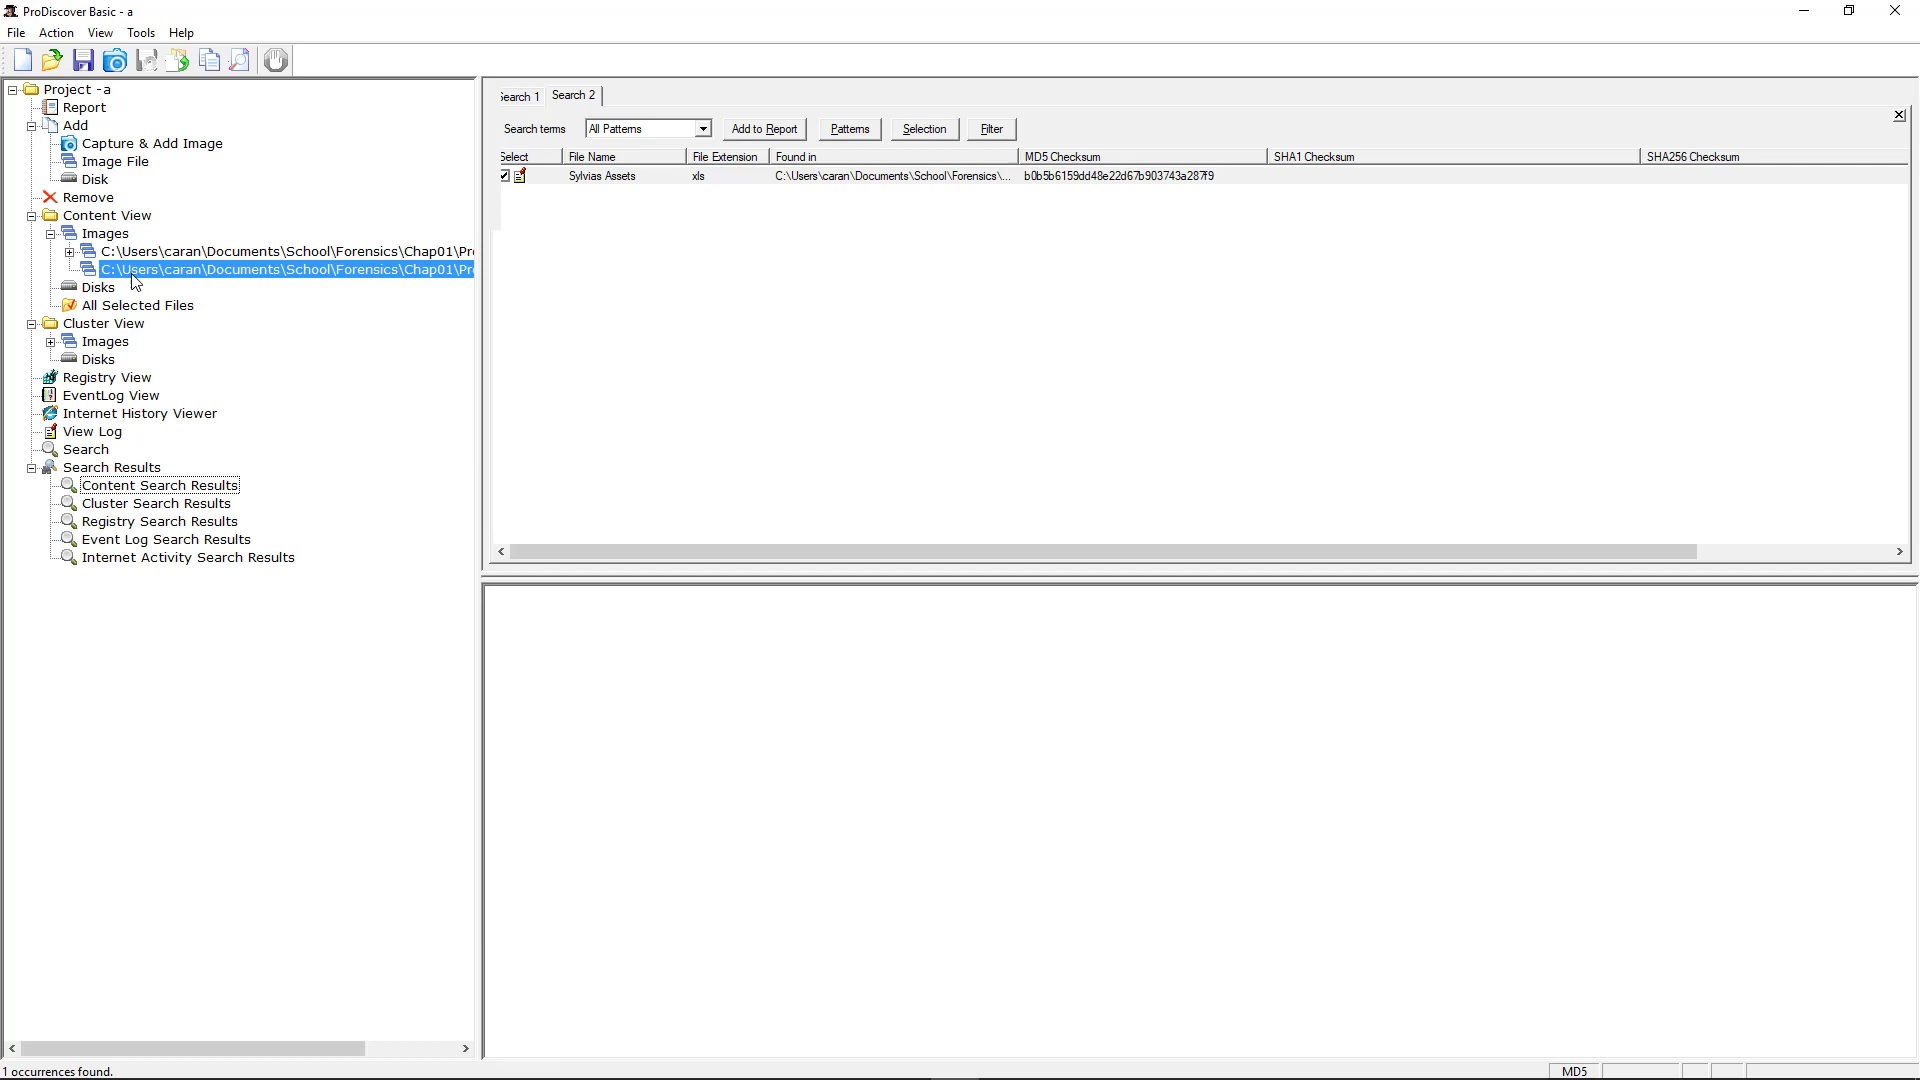 ProDiscover Basic - a
File Action View Tools Help
Project -a
Report
Add
Capture & Add Image
Image File
Disk
Remove
Content View
Images
C:\Users\caran\Documents\School\Forensics\Chap01\Pr
C:\Users\caran\Documents\School\Forensics\Chap01\Pr
Disks
All Selected Files
Cluster View
Images
Disks
Registry View
EventLog View
Internet History Viewer
View Log
Search
Search Results
Content Search Results
Cluster Search Results
Registry Search Results
Event Log Search Results
Internet Activity Search Results
Search 1 Search 2
Search terms All Patterns Add to Report Patterns Selection Filter
Select File Name File Extension Found in MD5 Checksum SHA1 Checksum SHA256 Checksum
Sylvias Assets xls C:\Users\caran\Documents\School\Forensics\...
1 occurrences found. MD5